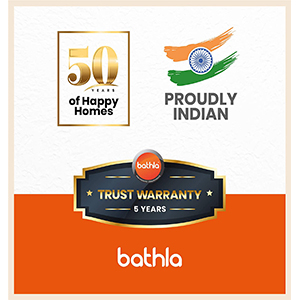 50
YEARS
of Happy
Homes
PROUDLY
INDIAN
bathla
TRUST WARRANTY
5 YEARS
bathla